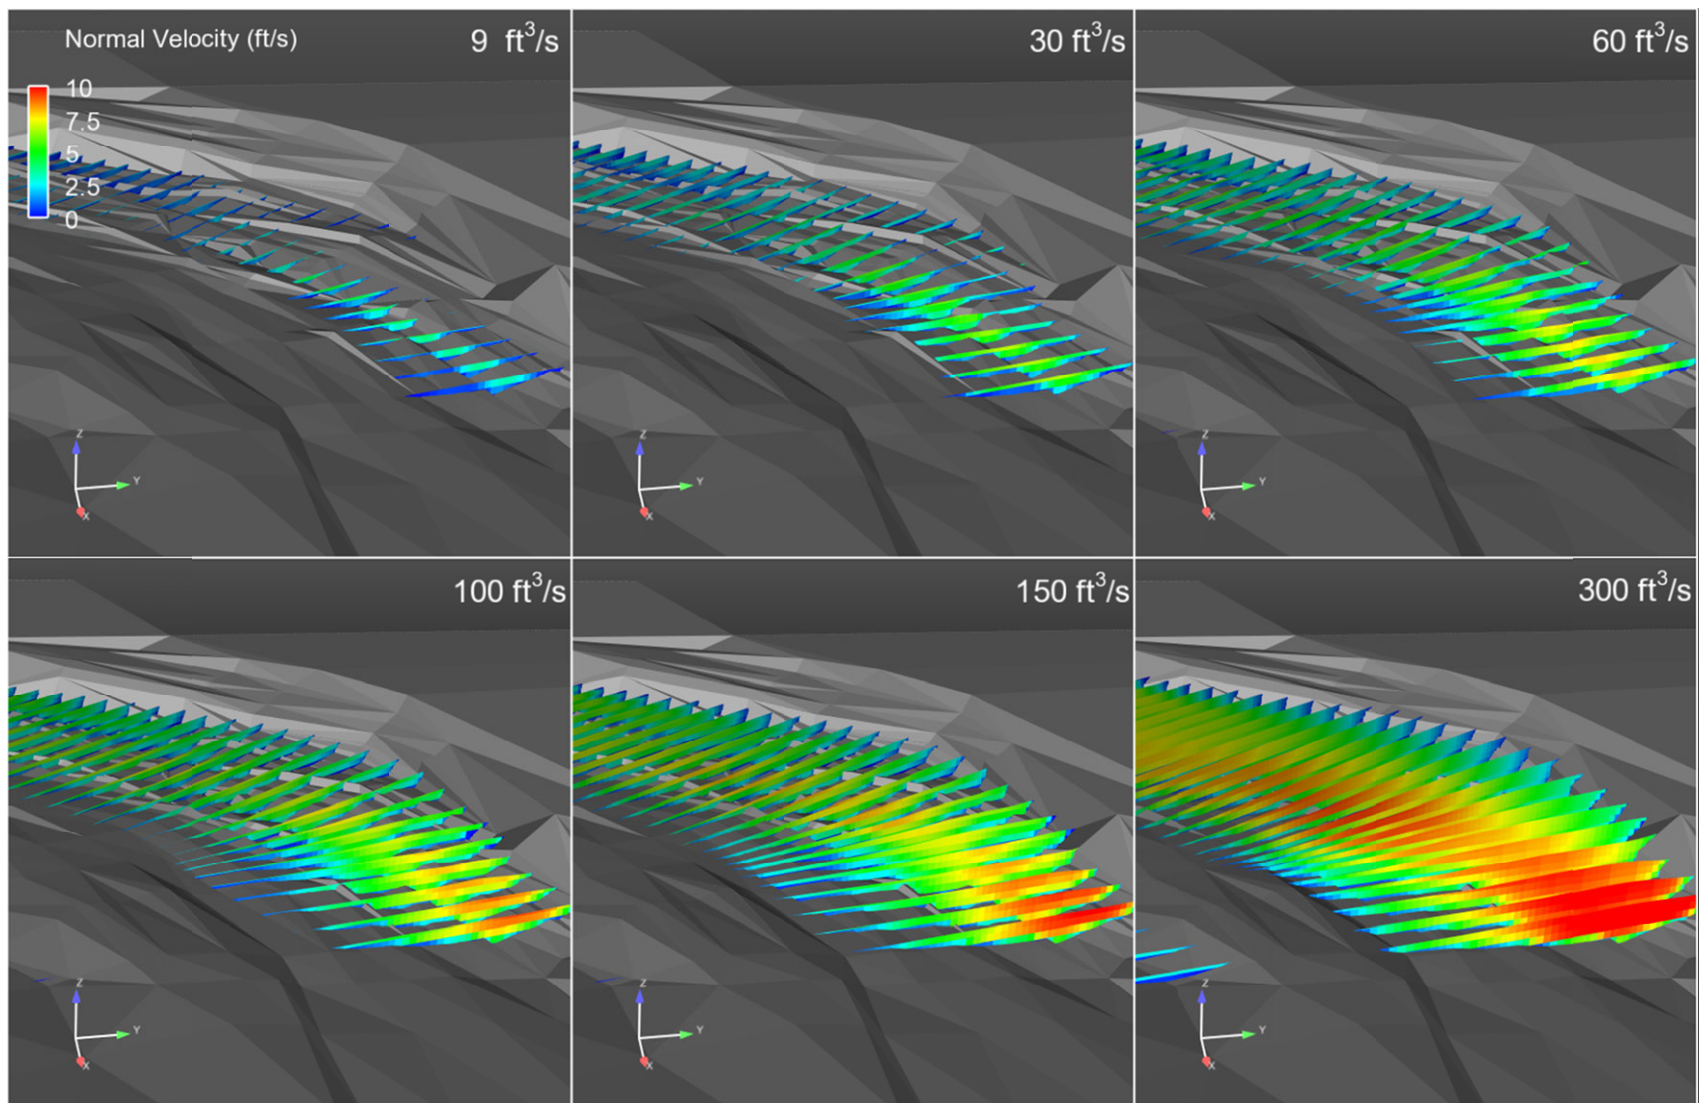 Normal Velocity (ft/s)
9 ft³/s
10
7.5
5
2.5
0
Z
Y
X
30 ft³/s
Z
Y
X
60 ft³/s
Z
Y
X
100 ft³/s
Z
Y
X
150 ft³/s
Z
Y
X
300 ft³/s
Z
Y
X